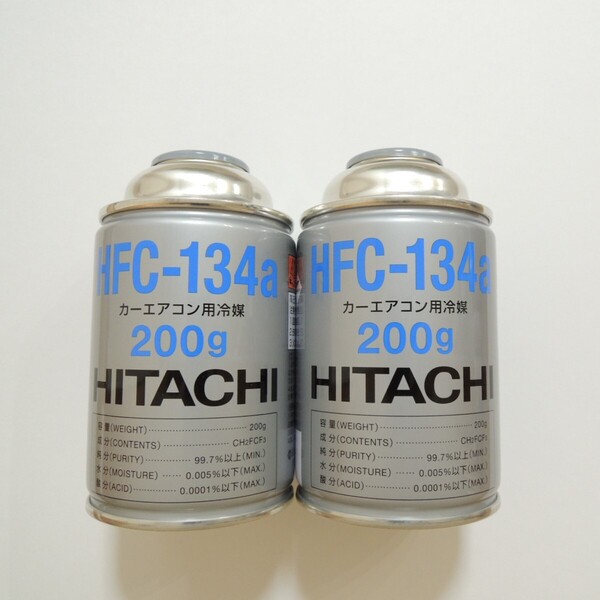 HFC-134a
カーエアコン用冷媒
200g
HITACHI
容量(WEIGHT) 200g
成分(CONTENTS) CH2FCF3
純分(PURITY) 99.7%以上(MIN.)
水分(MOISTURE) 0.005%以下(MAX.)
酸分(ACID) 0.0001%以下(MAX.)
HFC-134a
カーエアコン用冷媒
200g
HITACHI
容量(WEIGHT) 200g
成分(CONTENTS) CH2FCF3
純分(PURITY) 99.7%以上(MIN.)
水分(MOISTURE) 0.005%以下(MAX.)
酸分(ACID) 0.0001%以下(MAX.)